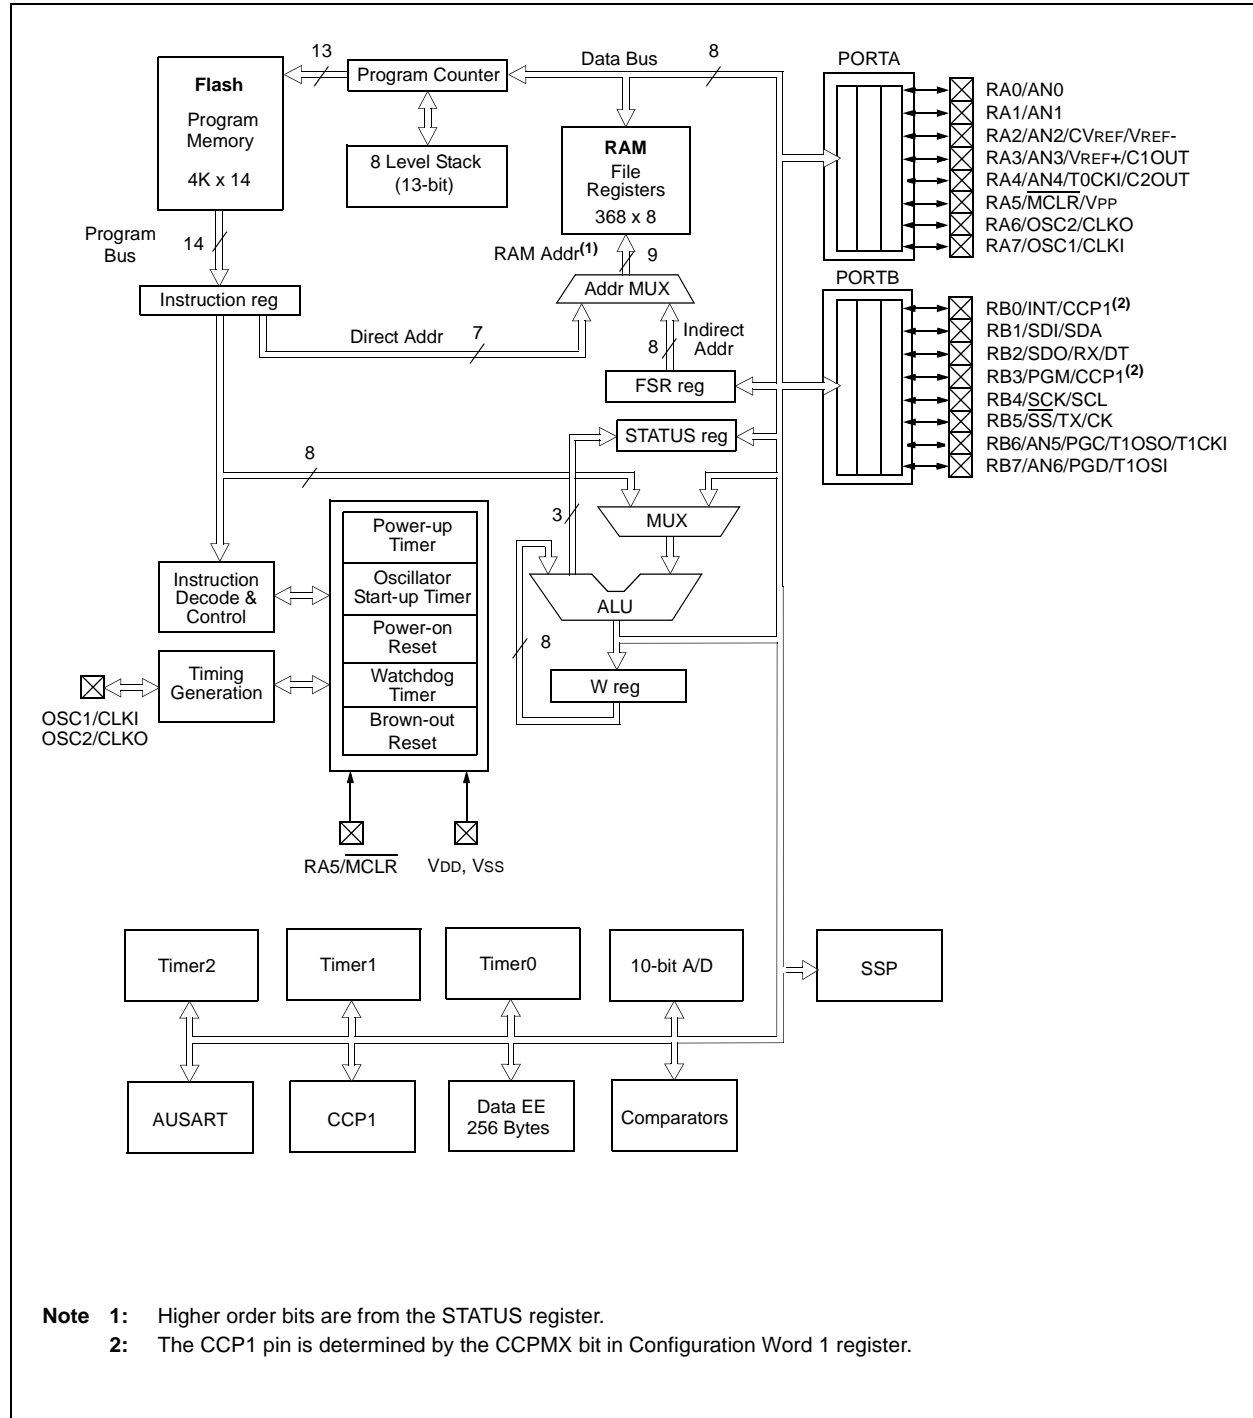 13
Data Bus
8
PORTA
Flash
Program
Memory
4K x 14
Program Counter
8 Level Stack
(13-bit)
RAM
File
Registers
368 x 8
RA0/AN0
RA1/AN1
RA2/AN2/CVREF/VREF-
RA3/AN3/VREF+/C1OUT
RA4/AN4/T0CKI/C2OUT
RA5/MCLR/VPP
RA6/OSC2/CLKO
RA7/OSC1/CLKI
Program
Bus
14
RAM Addr(1)
9
PORTB
Instruction reg
Addr MUX
Direct Addr
7
8
Indirect
Addr
FSR reg
STATUS reg
RB0/INT/CCP1(2)
RB1/SDI/SDA
RB2/SDO/RX/DT
RB3/PGM/CCP1(2)
RB4/SCK/SCL
RB5/SS/TX/CK
RB6/AN5/PGC/T1OSO/T1CKI
RB7/AN6/PGD/T1OSI
8
3
MUX
Power-up
Timer
Oscillator
Start-up Timer
Power-on
Reset
Watchdog
Timer
Brown-out
Reset
Instruction
Decode &
Control
ALU
8
W reg
Timing
Generation
OSC1/CLKI
OSC2/CLKO
RA5/MCLR
VDD, VSS
Timer2
Timer1
Timer0
10-bit A/D
SSP
AUSART
CCP1
Data EE
256 Bytes
Comparators
Note 1: Higher order bits are from the STATUS register.
2: The CCP1 pin is determined by the CCPMX bit in Configuration Word 1 register.